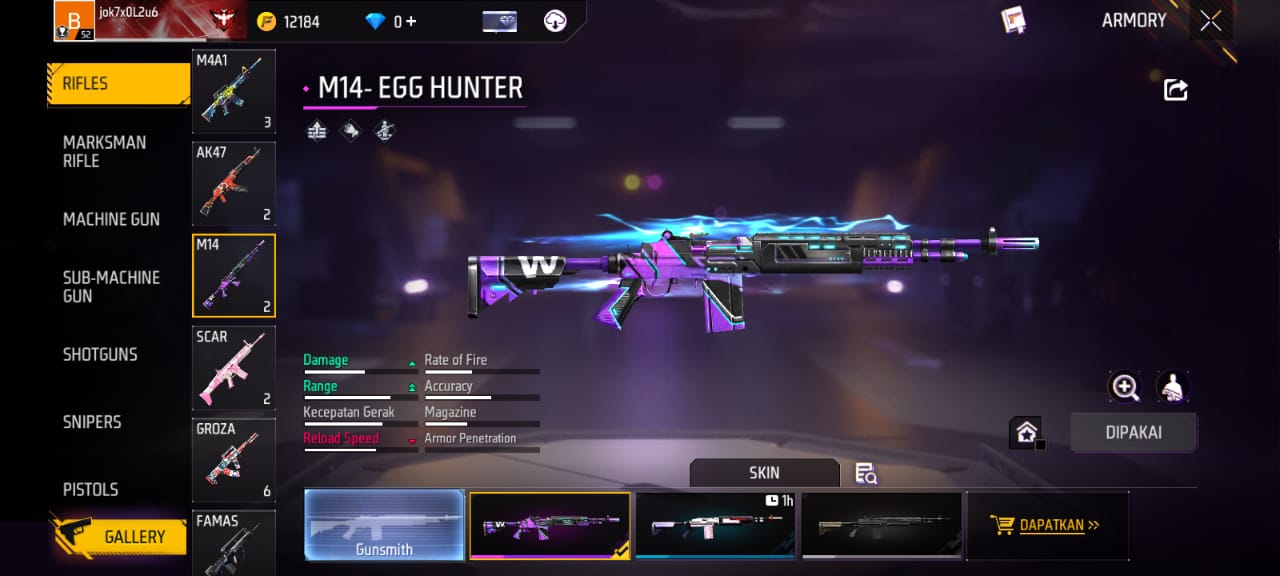 B
52
jok7x0L2u6
F
12184
0 +
ARMORY
RIFLES
MARKSMAN
RIFLE
MACHINE GUN
SUB-MACHINE
GUN
SHOTGUNS
SNIPERS
PISTOLS
GALLERY
M4A1
3
AK47
2
M14
2
SCAR
2
GROZA
6
FAMAS
M14- EGG HUNTER
W
Damage
Rate of Fire
Range
Accuracy
Kecepatan Gerak
Magazine
Reload Speed
Armor Penetration
DIPAKAI
SKIN
Gunsmith
W
1h
DAPATKAN >>